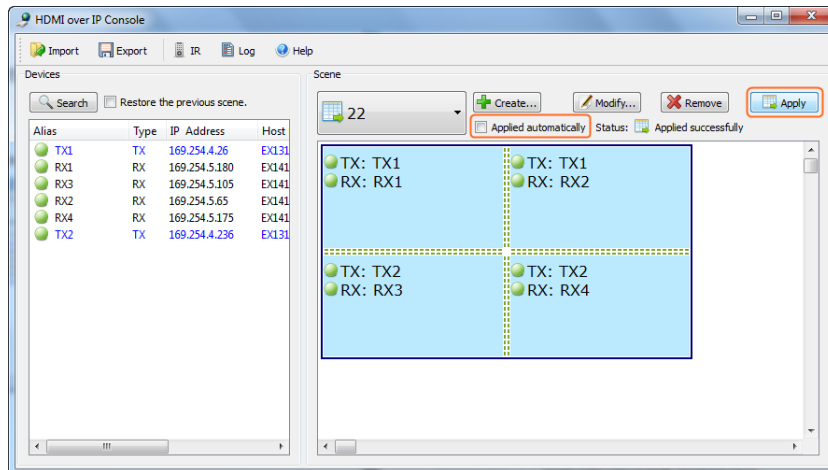 HDMI over IP Console
Import Export IR Log Help
Devices
Search Restore the previous scene.
Alias Type IP Address Host
TX1 TX 169.254.4.26 EX131
RX1 RX 169.254.5.180 EX141
RX3 RX 169.254.5.105 EX141
RX2 RX 169.254.5.65 EX141
RX4 RX 169.254.5.175 EX141
TX2 TX 169.254.4.236 EX131
Scene
22 Create... Modify... Remove Apply
Applied automatically Status: Applied successfully
TX: TX1 TX: TX1
RX: RX1 RX: RX2
TX: TX2 TX: TX2
RX: RX3 RX: RX4